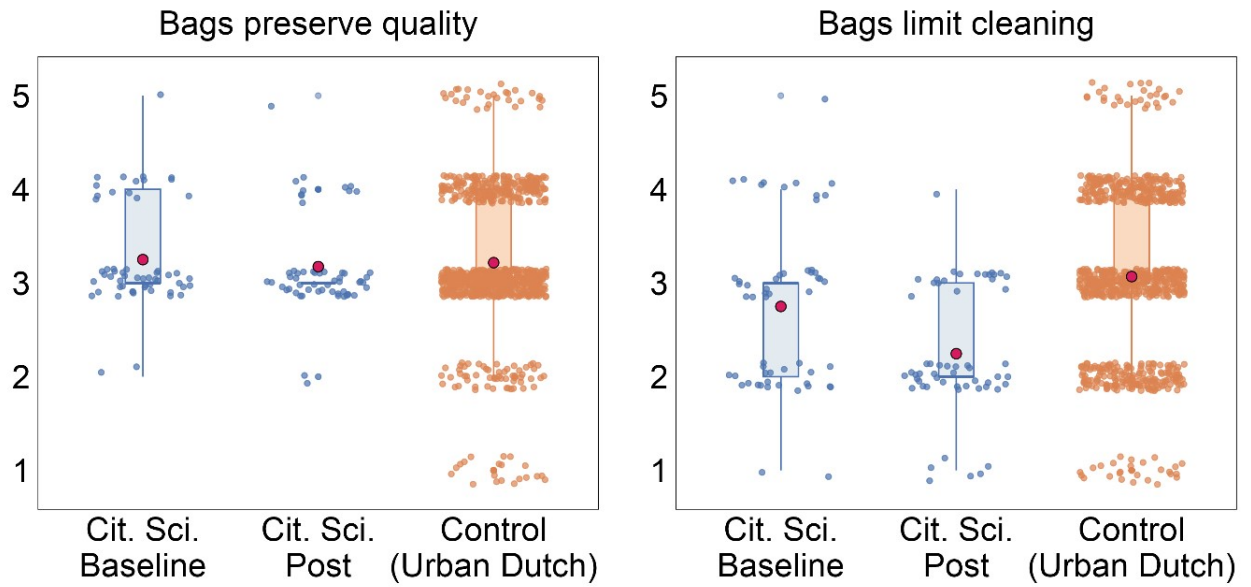 Bags preserve quality
5
4
3
2
1
Cit. Sci.
Baseline
Cit. Sci.
Post
Control
(Urban Dutch)
Bags limit cleaning
5
4
3
2
1
Cit. Sci.
Baseline
Cit. Sci.
Post
Control
(Urban Dutch)